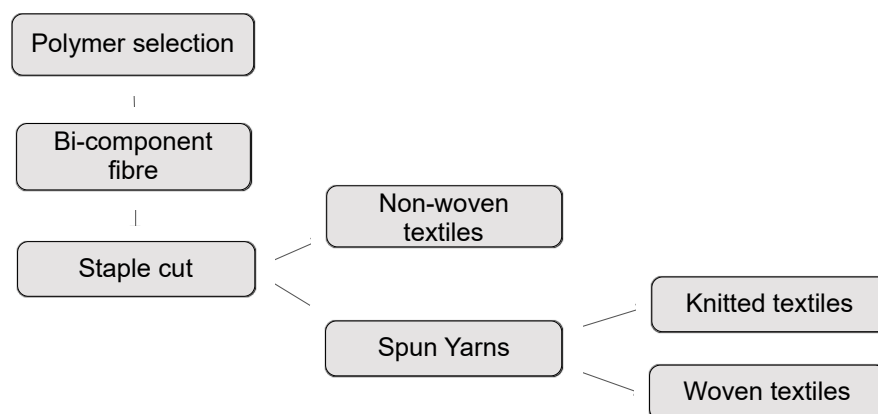 Polymer selection
Bi-component
fibre
Staple cut
Non-woven
textiles
Spun Yarns
Knitted textiles
Woven textiles